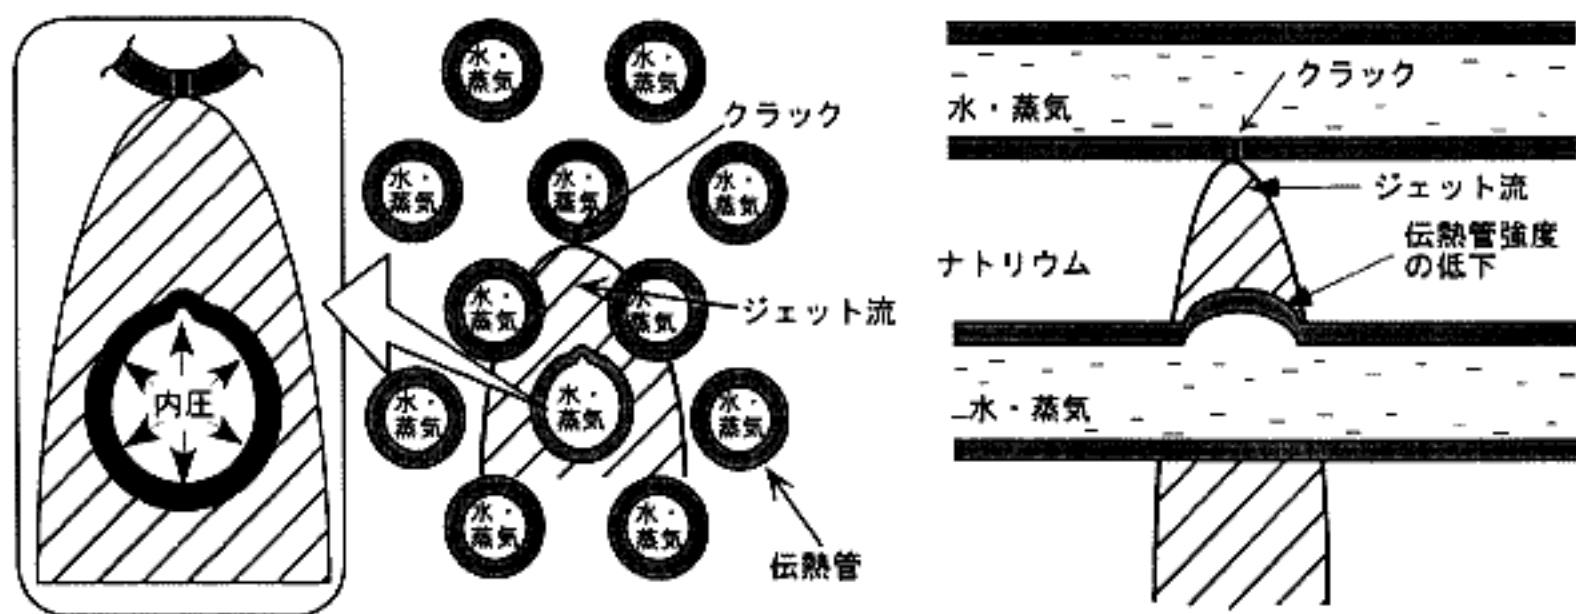 内圧
水・
蒸気
水・
蒸気
クラック
水・
蒸気
水・
蒸気
水・
蒸気
水・
蒸気
水・
蒸気
ジェット流
水・
蒸気
水・
蒸気
水・
蒸気
水・
蒸気
水・
蒸気
伝熱管
クラック
水・蒸気
ジェット流
伝熱管強度
の低下
ナトリウム
水・蒸気